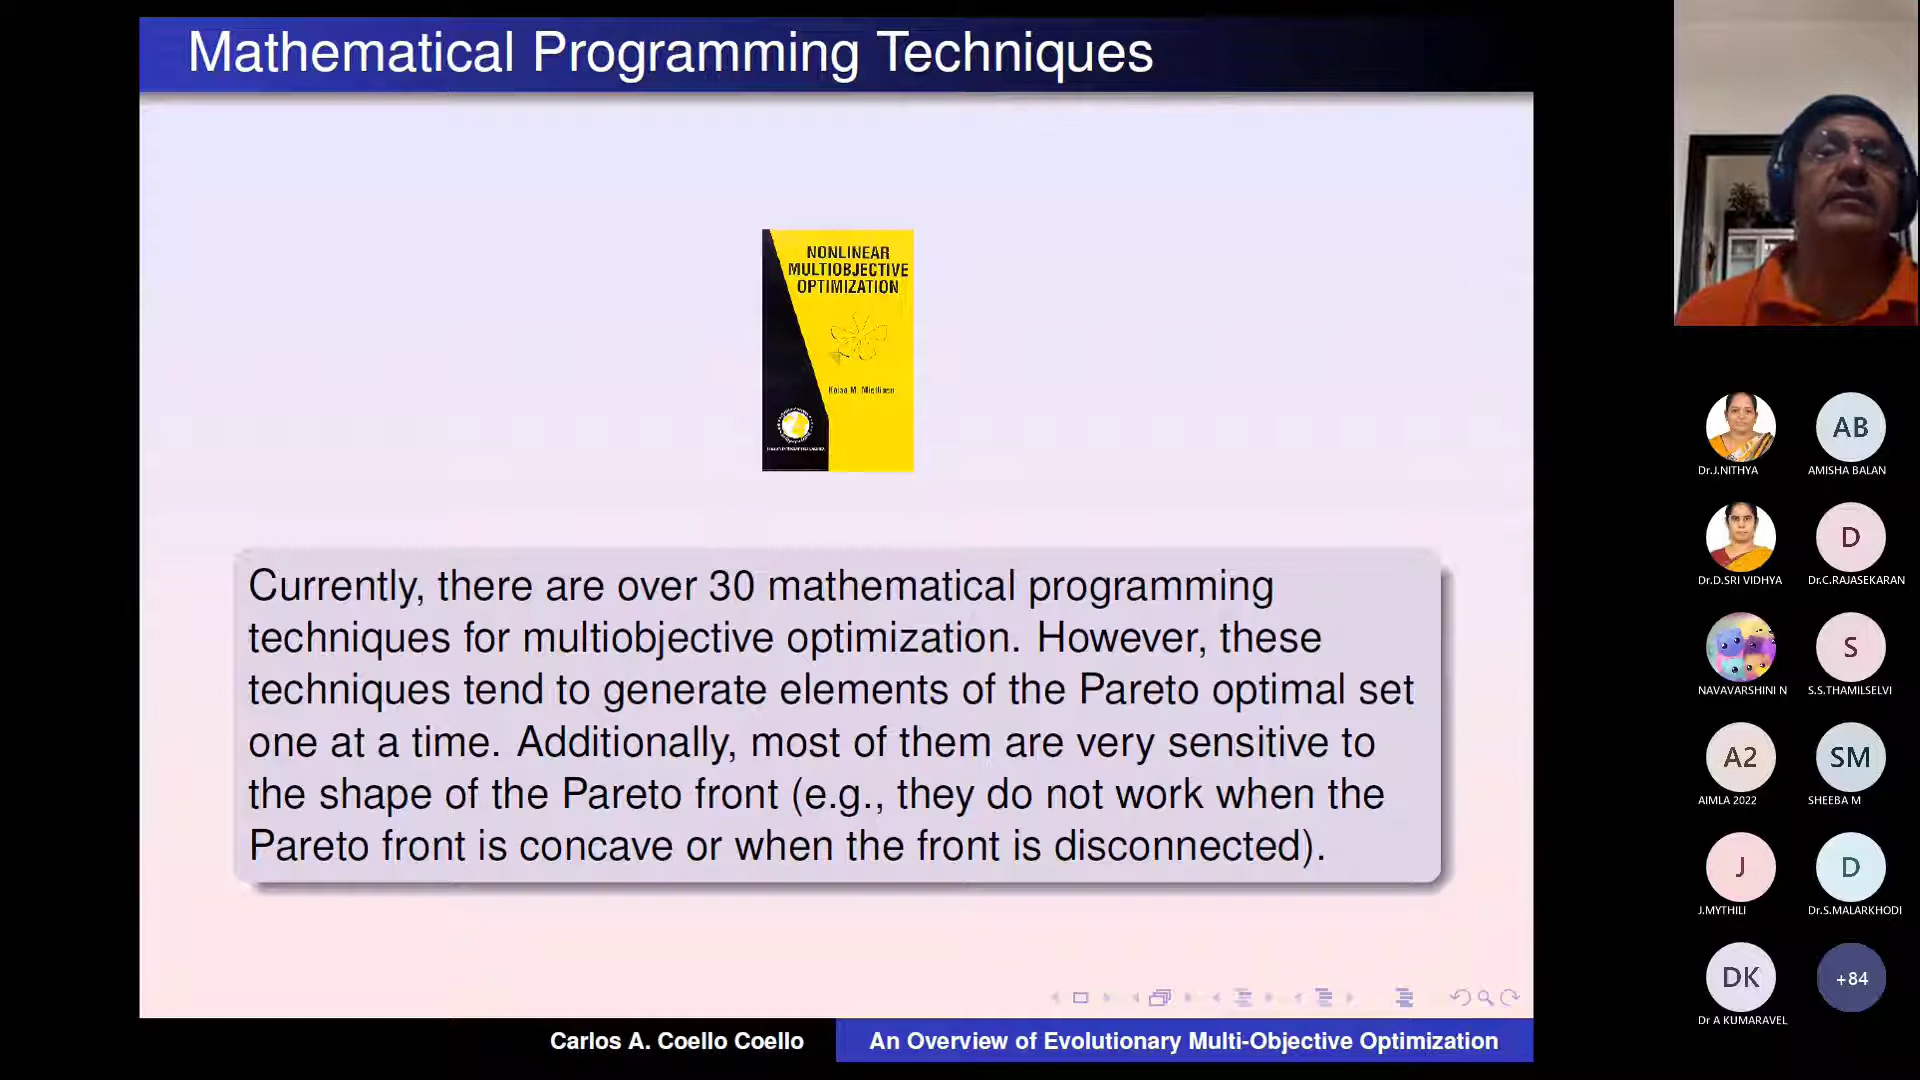 Mathematical Programming Techniques
NONLINEAR
MULTIOBJECTIVE
OPTIMIZATION
Kaisa M. Miettinen
Currently, there are over 30 mathematical programming
techniques for multiobjective optimization. However, these
techniques tend to generate elements of the Pareto optimal set
one at a time. Additionally, most of them are very sensitive to
the shape of the Pareto front (e.g., they do not work when the
Pareto front is concave or when the front is disconnected).
Carlos A. Coello Coello
An Overview of Evolutionary Multi-Objective Optimization
Dr.J.NITHYA
AB
AMISHA BALAN
Dr.D.SRI VIDHYA
D
Dr.C.RAJASEKARAN
NAVAVARSHINI N
S
S.S.THAMILSELVI
A2
AIMLA 2022
SM
SHEEBA M
J
J.MYTHILI
D
Dr.S.MALARKHODI
DK
Dr A KUMARAVEL
+84